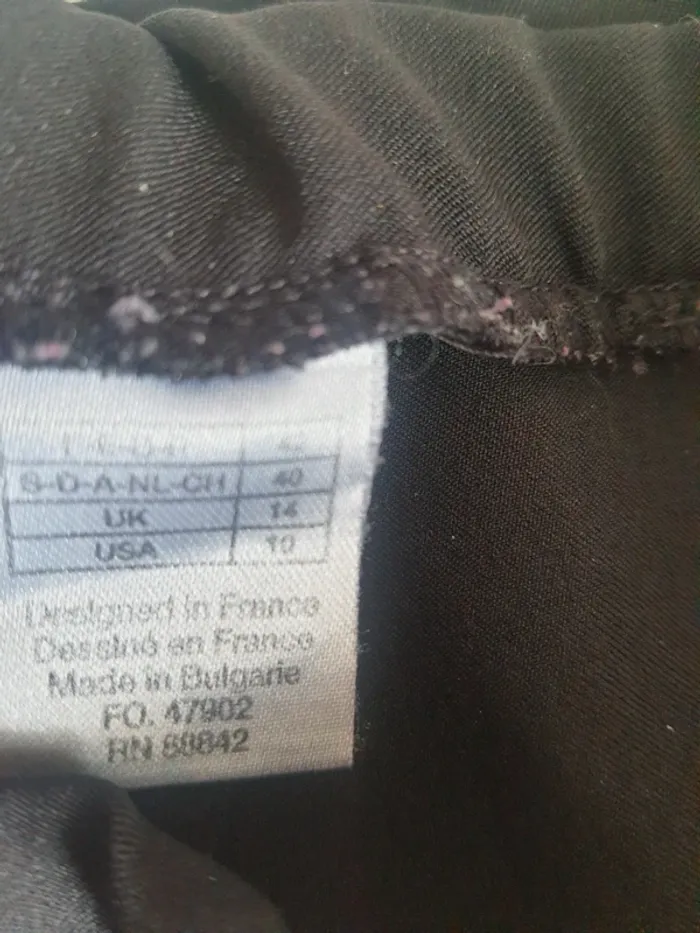 S-D-A-NL-CH 40
UK 14
USA 10
Designed in France
Dessiné en France
Made in Bulgarie
FO. 47902
RN 88842